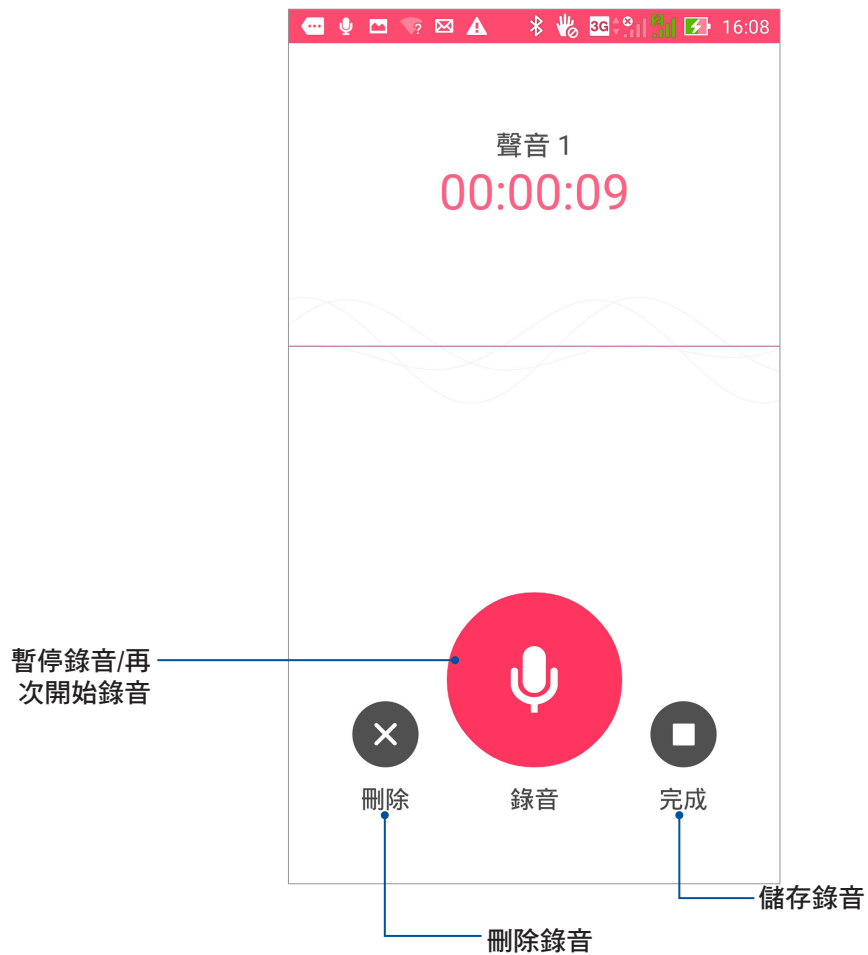 3G 16:08
聲音 1
00:00:09
暫停錄音/再
次開始錄音
刪除 錄音 完成
儲存錄音
刪除錄音